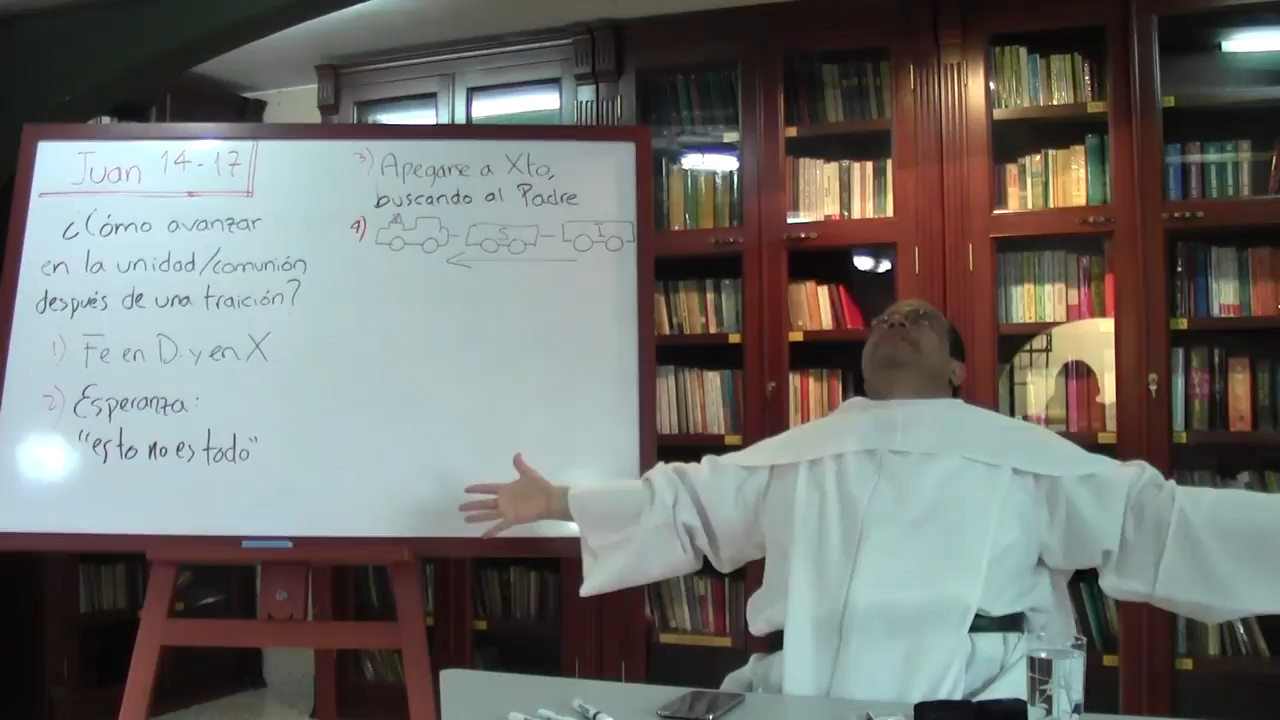 Juan 14-17
¿Cómo avanzar
en la unidad/comunión
después de una traición?
1) Fe en D. y en X.
2) Esperanza:
"esto no es todo"
3) Apegarse a Xto,
buscando al Padre
4)
S
I